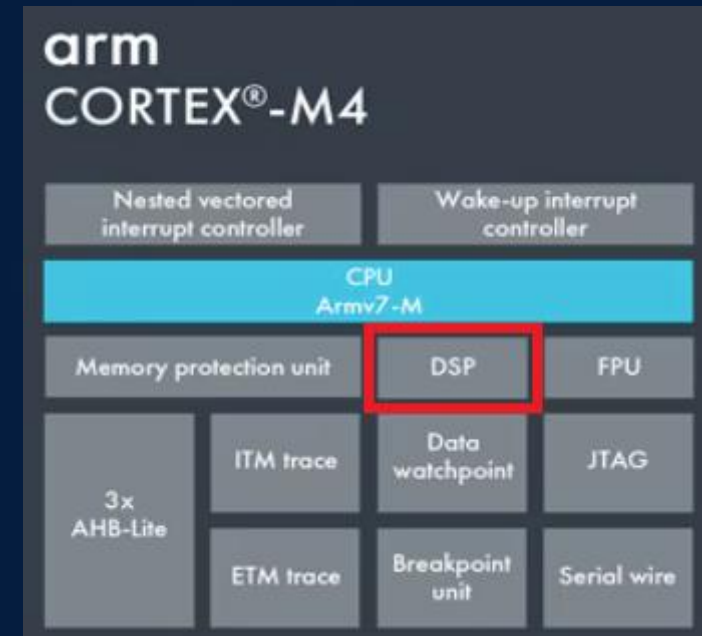 arm
CORTEX®-M4
Nested vectored
interrupt controller
Wake-up interrupt
controller
CPU
Armv7-M
Memory protection unit
DSP
FPU
3x
AHB-Lite
ITM trace
Data
watchpoint
JTAG
ETM trace
Breakpoint
unit
Serial wire